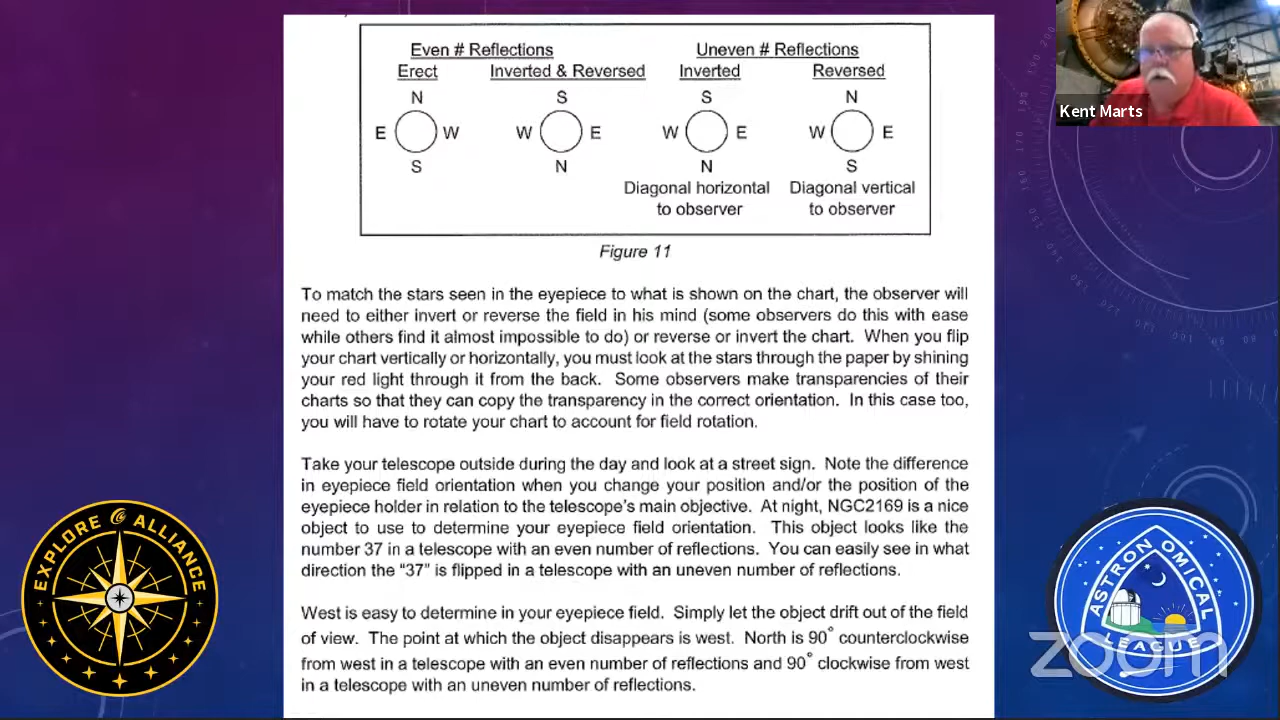 Even # Reflections Uneven # Reflections
Erect Inverted & Reversed Inverted Reversed
N S S N
E W W E W E W E
S N N S
Diagonal horizontal Diagonal vertical
to observer to observer
Figure 11
To match the stars seen in the eyepiece to what is shown on the chart, the observer will
need to either invert or reverse the field in his mind (some observers do this with ease
while others find it almost impossible to do) or reverse or invert the chart. When you flip
your chart vertically or horizontally, you must look at the stars through the paper by shining
your red light through it from the back. Some observers make transparencies of their
charts so that they can copy the transparency in the correct orientation. In this case too,
you will have to rotate your chart to account for field rotation.
Take your telescope outside during the day and look at a street sign. Note the difference
in eyepiece field orientation when you change your position and/or the position of the
eyepiece holder in relation to the telescope's main objective. At night, NGC2169 is a nice
object to use to determine your eyepiece field orientation. This object looks like the
number 37 in a telescope with an even number of reflections. You can easily see in what
direction the "37" is flipped in a telescope with an uneven number of reflections.
West is easy to determine in your eyepiece field. Simply let the object drift out of the field
of view. The point at which the object disappears is west. North is 90° counterclockwise
from west in a telescope with an even number of reflections and 90° clockwise from west
in a telescope with an uneven number of reflections.
Kent Marts
EXPLORE ALLIANCE
ASTRONOMICAL
LEAGUE
zoom